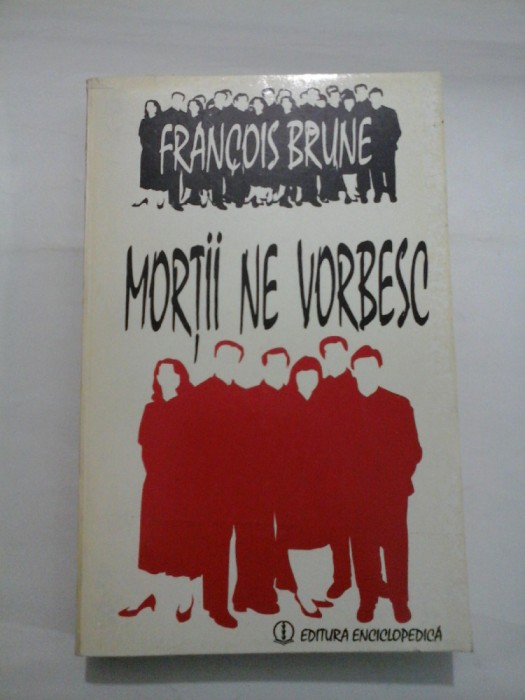 FRANÇOIS BRUNE
MORȚII NE VORBESC
EDITURA ENCICLOPEDICĂ